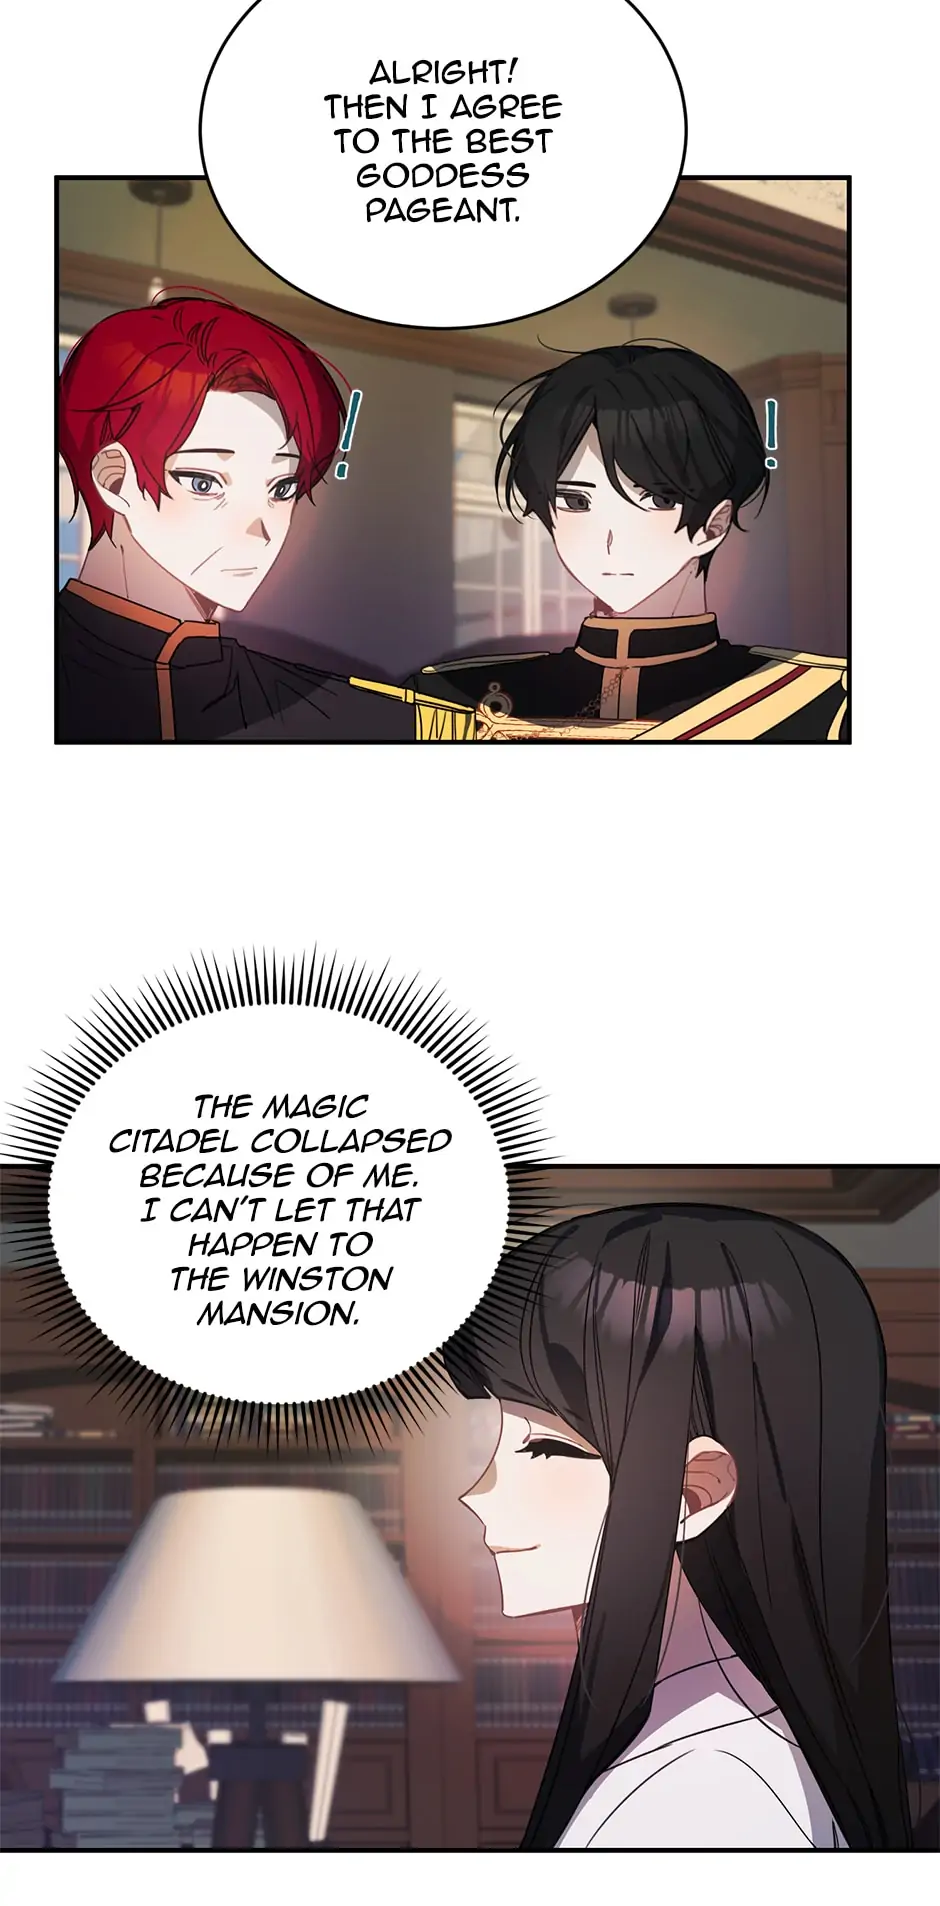 ALRIGHT!
THEN I AGREE
TO THE BEST
GODDESS
PAGEANT.
!
!
THE MAGIC
CITADEL COLLAPSED
BECAUSE OF ME.
I CAN'T LET THAT
HAPPEN TO
THE WINSTON
MANSION.